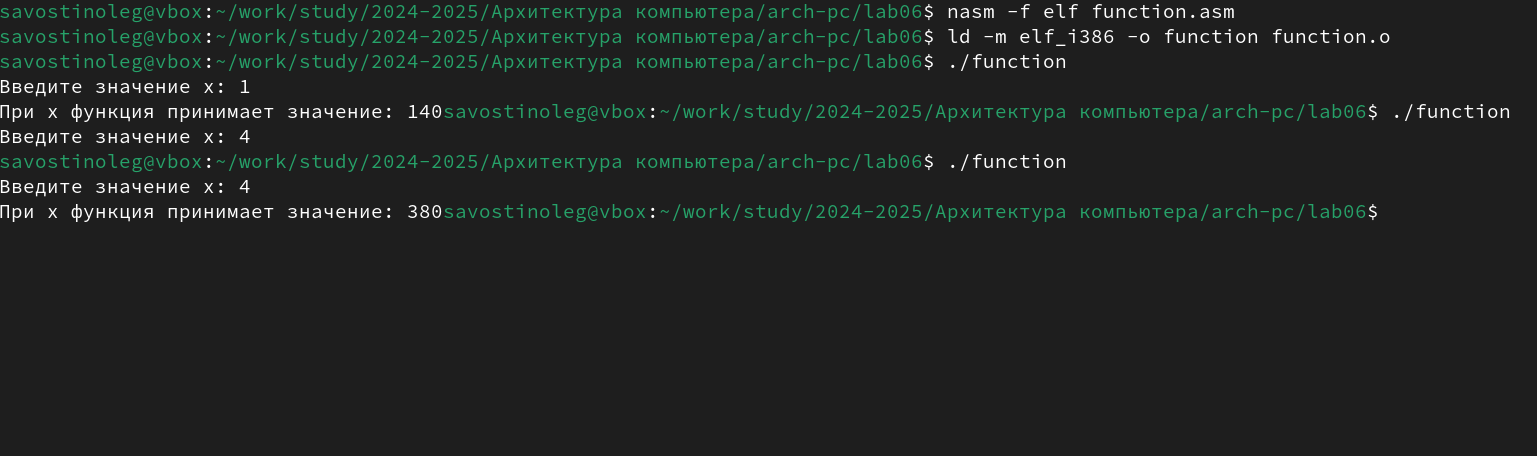 savostinoleg@vbox:~/work/study/2024-2025/Архитектура компьютера/arch-pc/lab06$ nasm -f elf function.asm
savostinoleg@vbox:~/work/study/2024-2025/Архитектура компьютера/arch-pc/lab06$ ld -m elf_i386 -o function function.o
savostinoleg@vbox:~/work/study/2024-2025/Архитектура компьютера/arch-pc/lab06$ ./function
Введите значение x: 1
При x функция принимает значение: 140savostinoleg@vbox:~/work/study/2024-2025/Архитектура компьютера/arch-pc/lab06$ ./function
Введите значение x: 4
savostinoleg@vbox:~/work/study/2024-2025/Архитектура компьютера/arch-pc/lab06$ ./function
Введите значение x: 4
При x функция принимает значение: 380savostinoleg@vbox:~/work/study/2024-2025/Архитектура компьютера/arch-pc/lab06$